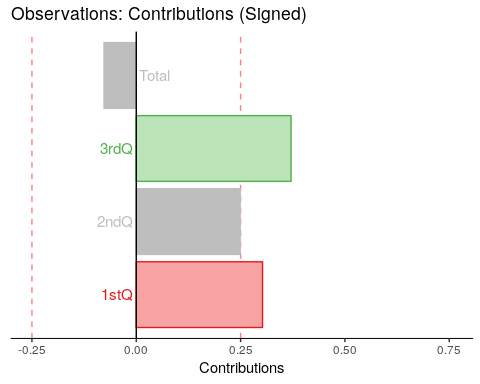 Observations: Contributions (Signed)
Total
3rdQ
2ndQ
1stQ
-0.25 0.00 0.25 0.50 0.75
Contributions